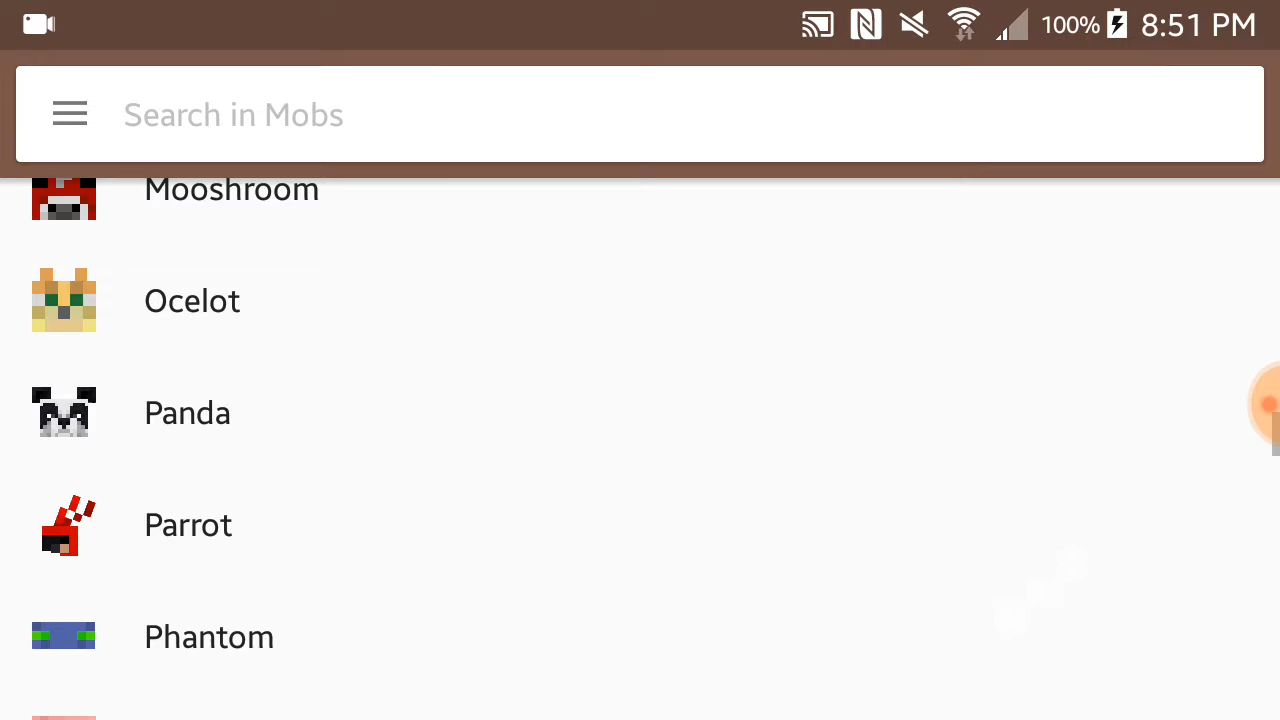 100% 8:51 PM
Search in Mobs
Mooshroom
Ocelot
Panda
Parrot
Phantom